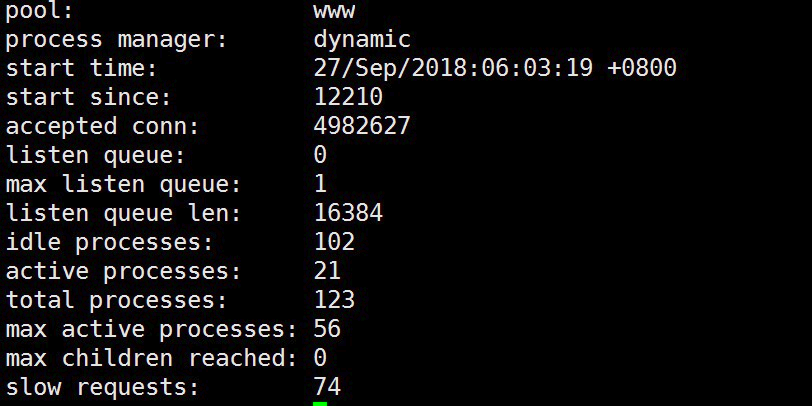 pool: www
process manager: dynamic
start time: 27/Sep/2018:06:03:19 +0800
start since: 12210
accepted conn: 4982627
listen queue: 0
max listen queue: 1
listen queue len: 16384
idle processes: 102
active processes: 21
total processes: 123
max active processes: 56
max children reached: 0
slow requests: 74